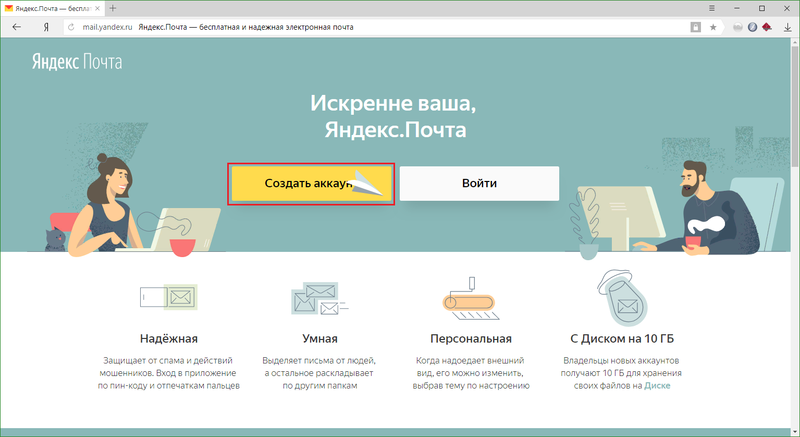 Яндекс.Почта — бесплат
Я mail.yandex.ru Яндекс.Почта — бесплатная и надежная электронная почта
Яндекс Почта
Искренне ваша,
Яндекс.Почта
Создать аккаун
Войти
Надёжная
Защищает от спама и действий
мошенников. Вход в приложение
по пин-коду и отпечаткам пальцев
Умная
Выделяет письма от людей,
а остальное раскладывает
по другим папкам
Персональная
Когда надоедает внешний
вид, его можно изменить,
выбрав тему по настроению
С Диском на 10 ГБ
Владельцы новых аккаунтов
получают 10 ГБ для хранения
своих файлов на Диске